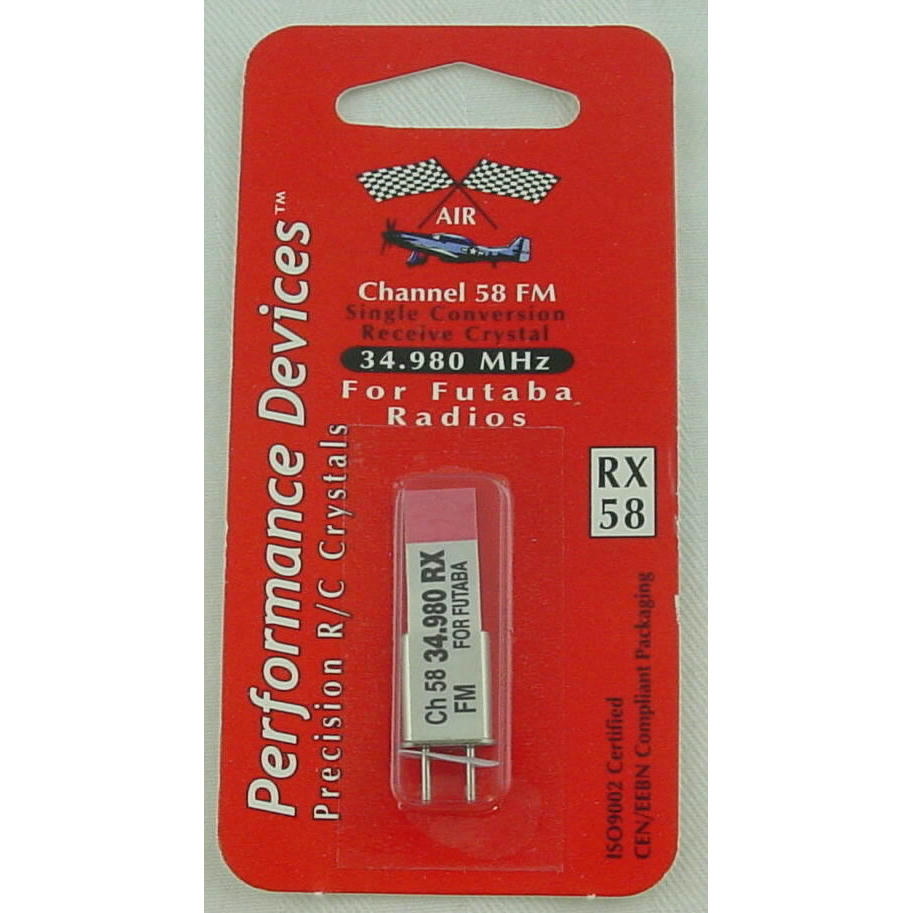 AIR
Channel 58 FM
Single Conversion
Receive Crystal
34.980 MHz
For Futaba
Radios
Performance Devices™
Precision R/C Crystals
RX
58
Ch 58 34.980 RX
FM FOR FUTABA
ISO9002 Certified
CEN/EEBN Compliant Packaging